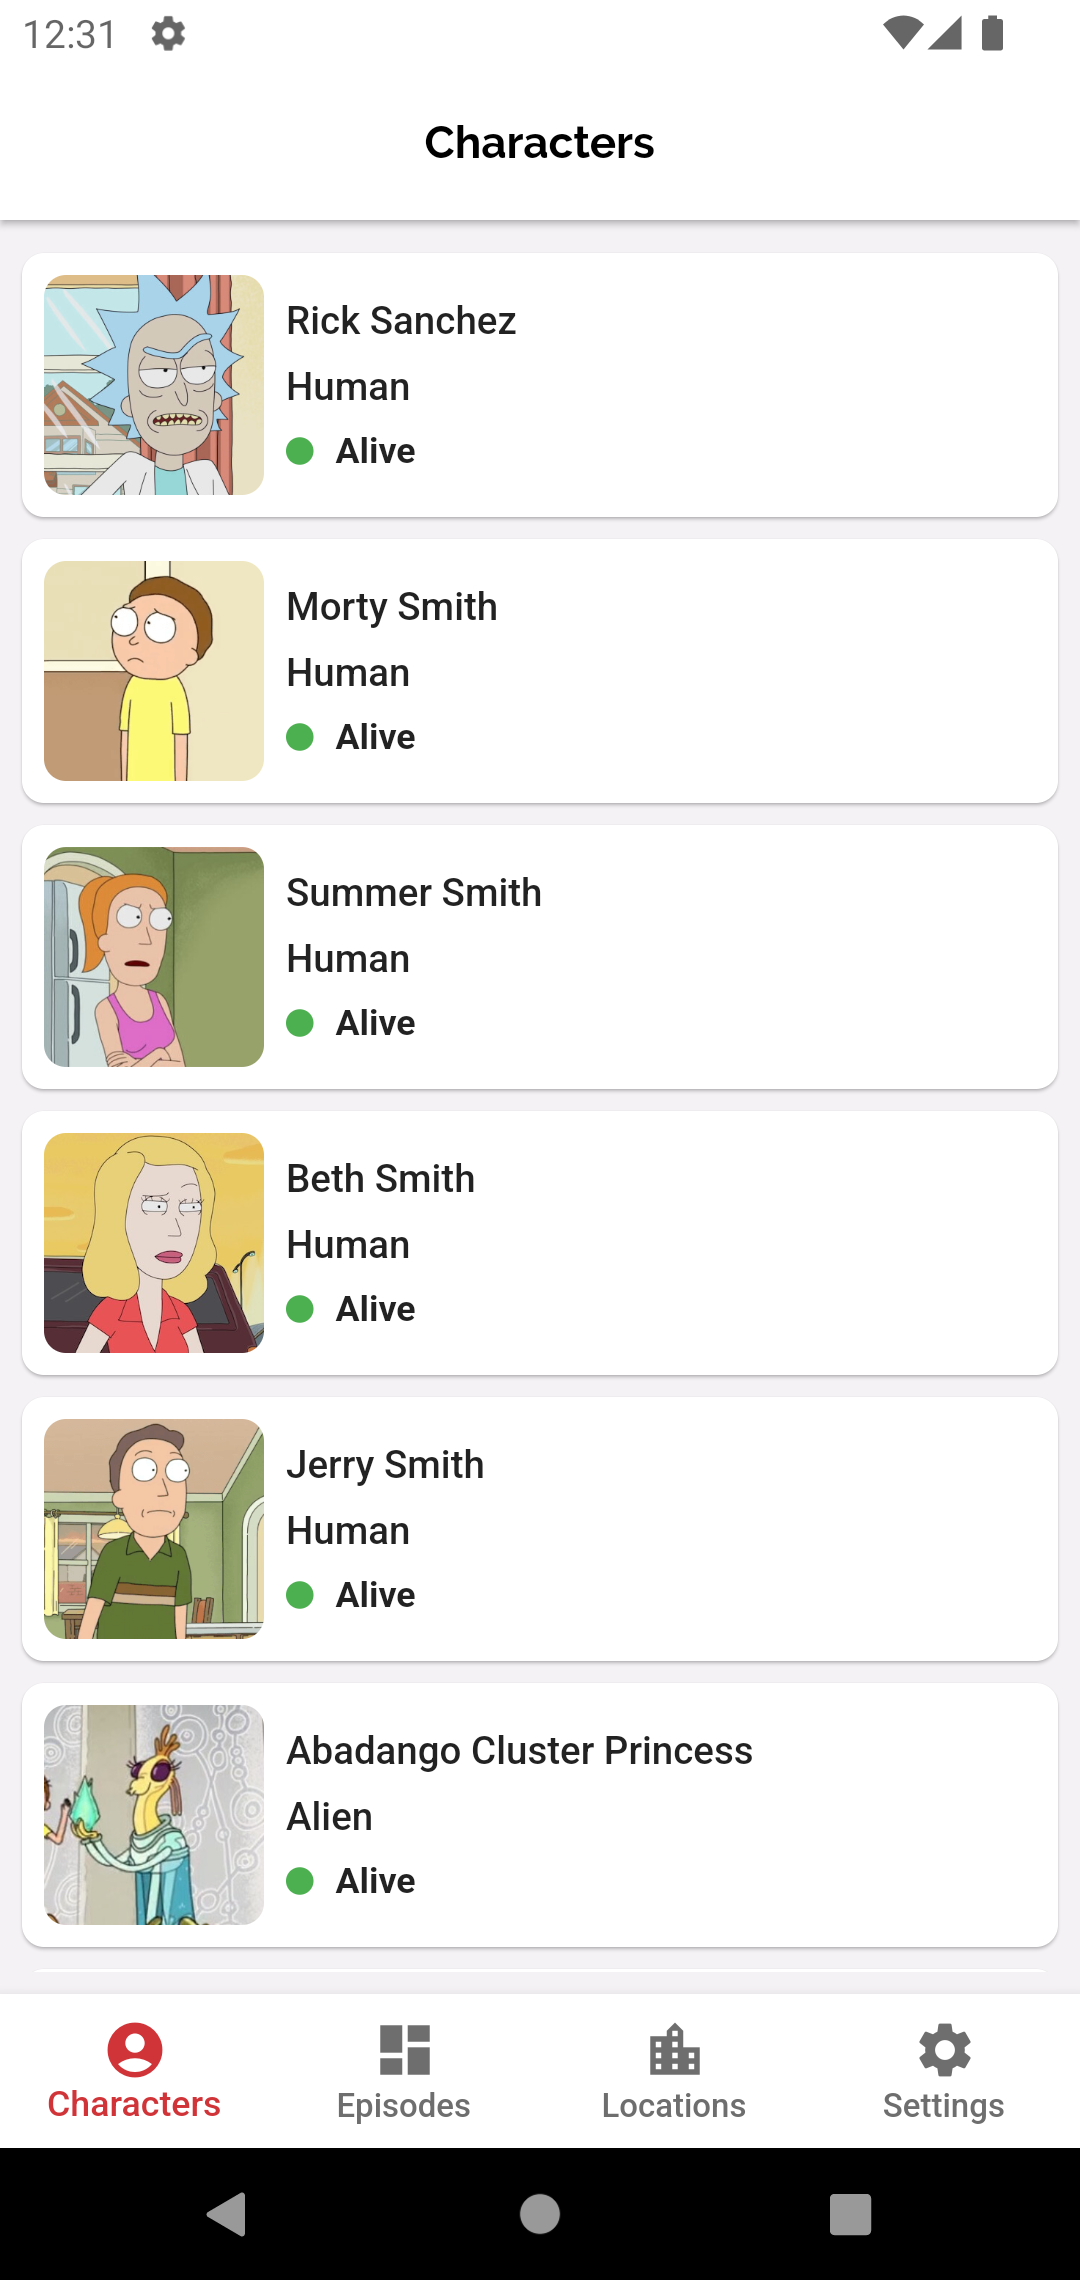 12:31
Characters
Rick Sanchez
Human
Alive
Morty Smith
Human
Alive
Summer Smith
Human
Alive
Beth Smith
Human
Alive
Jerry Smith
Human
Alive
Abadango Cluster Princess
Alien
Alive
Characters
Episodes
Locations
Settings